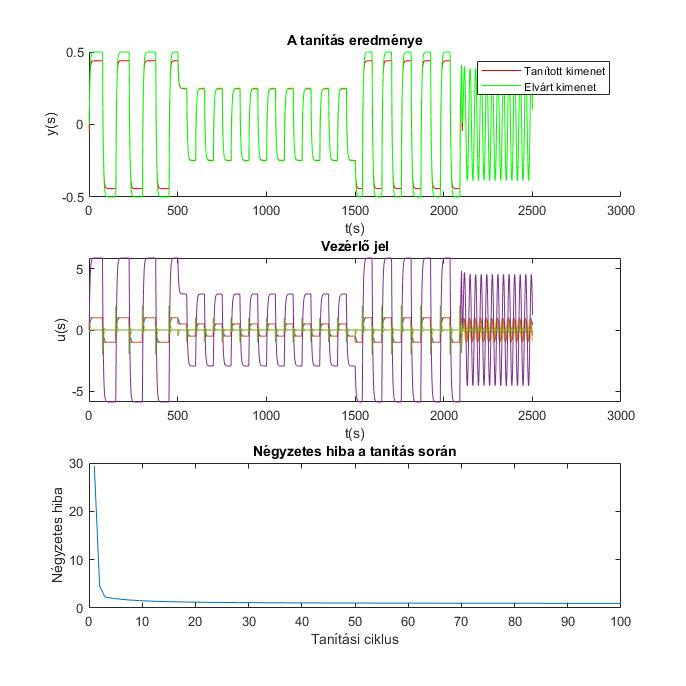 A tanítás eredménye
0.5
0
-0.5
y(s)
Tanított kimenet
Elvárt kimenet
0 500 1000 1500 2000 2500 3000
t(s)
Vezérlő jel
5
0
-5
u(s)
0 500 1000 1500 2000 2500 3000
t(s)
Négyzetes hiba a tanítás során
30
20
10
0
Négyzetes hiba
0 10 20 30 40 50 60 70 80 90 100
Tanítási ciklus